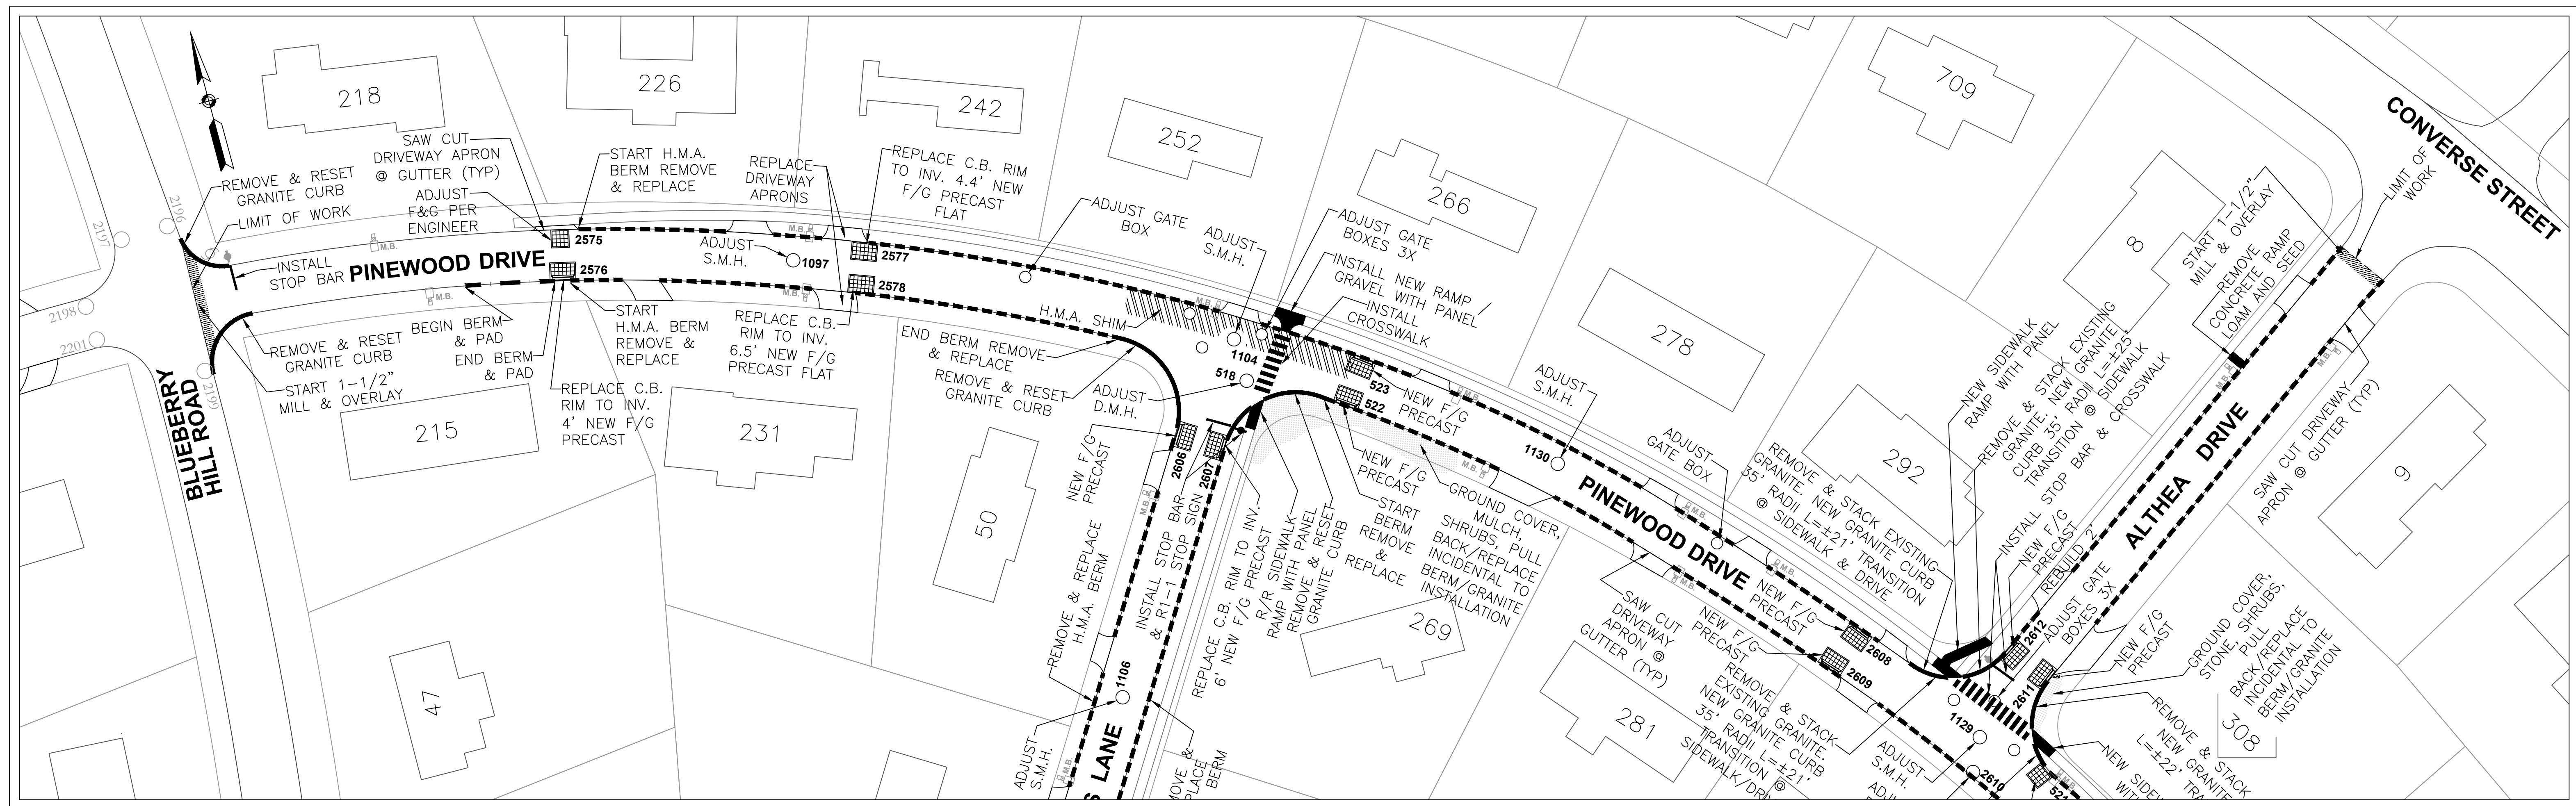 218
226
242
252
266
709
CONVERSE STREET
LIMIT OF
WORK
SAW CUT
DRIVEWAY APRON
@ GUTTER (TYP)
REMOVE & RESET
GRANITE CURB
LIMIT OF WORK
ADJUST
F&G PER
ENGINEER
START H.M.A.
BERM REMOVE
& REPLACE
REPLACE
DRIVEWAY
APRONS
REPLACE C.B. RIM
TO INV. 4.4' NEW
F/G PRECAST
FLAT
ADJUST GATE
BOX
ADJUST
S.M.H.
ADJUST GATE
BOXES 3X
INSTALL NEW RAMP /
GRAVEL WITH PANEL
INSTALL
CROSSWALK
2196
2197
2198
2201
2199
M.B.
2575
2576
M.B.
ADJUST
S.M.H.
1097
2577
2578
M.B.
M.B.
M.B.
INSTALL
STOP BAR
PINEWOOD DRIVE
REMOVE & RESET
GRANITE CURB
START 1-1/2"
MILL & OVERLAY
BEGIN BERM
& PAD
END BERM
& PAD
START
H.M.A. BERM
REMOVE &
REPLACE
REPLACE C.B.
RIM TO INV.
4' NEW F/G
PRECAST
REPLACE C.B.
RIM TO INV.
6.5' NEW F/G
PRECAST FLAT
H.M.A. SHIM
END BERM REMOVE
& REPLACE
REMOVE & RESET
GRANITE CURB
ADJUST
D.M.H.
1104
518
523
522
NEW F/G
PRECAST
BLUEBERRY
HILL ROAD
215
231
50
47
M.B.
NEW F/G
PRECAST
2606
2607
REMOVE & REPLACE
H.M.A. BERM
INSTALL STOP BAR
& R1-1 STOP SIGN
REPLACE C.B. RIM TO INV.
6' NEW F/G PRECAST
R/R SIDEWALK
RAMP WITH PANEL
REMOVE & RESET
GRANITE CURB
NEW F/G
PRECAST
START
BERM
REMOVE
&
REPLACE
GROUND COVER,
MULCH,
SHRUBS, PULL
BACK/REPLACE
INCIDENTAL TO
BERM/GRANITE
INSTALLATION
M.B.
M.B.
1106
ADJUST
S.M.H.
M.B.
S LANE
MOVE &
PLACE
BERM
269
278
1130
ADJUST
S.M.H.
ADJUST
GATE BOX
PINEWOOD DRIVE
M.B.
M.B.
M.B.
REMOVE & STACK EXISTING
GRANITE. NEW GRANITE CURB
35' RADII L=±21' TRANSITION
@ SIDEWALK & DRIVE
292
SAW CUT
DRIVEWAY
APRON @
GUTTER (TYP)
NEW F/G
PRECAST
NEW F/G
PRECAST
2608
2609
281
REMOVE & STACK
EXISTING GRANITE.
NEW GRANITE CURB
35' RADII L=±21'
TRANSITION @
SIDEWALK/DRI
ADJUST
S.M.H.
1129
2610
NEW SIDEWALK
RAMP WITH PANEL
REMOVE & STACK EXISTING
GRANITE. NEW GRANITE
CURB 35' RADII L=±25'
TRANSITION @ SIDEWALK
INSTALL STOP BAR & CROSSWALK
NEW F/G
PRECAST
REBUILD 2'
ADJUST GATE
BOXES 3X
2612
2611
8
START 1-1/2"
MILL & OVERLAY
REMOVE
CONCRETE RAMP
LOAM AND
SEED
M.B.
M.B.
ALTHEA DRIVE
SAW CUT DRIVEWAY
APRON @ GUTTER (TYP)
9
NEW F/G
PRECAST
GROUND COVER,
STONE, SHRUBS,
PULL
BACK/REPLACE
INCIDENTAL TO
BERM/GRANITE
INSTALLATION
308
REMOVE & STACK
NEW GRANITE
L=±22' TRA
M.B.
NEW SIDEW